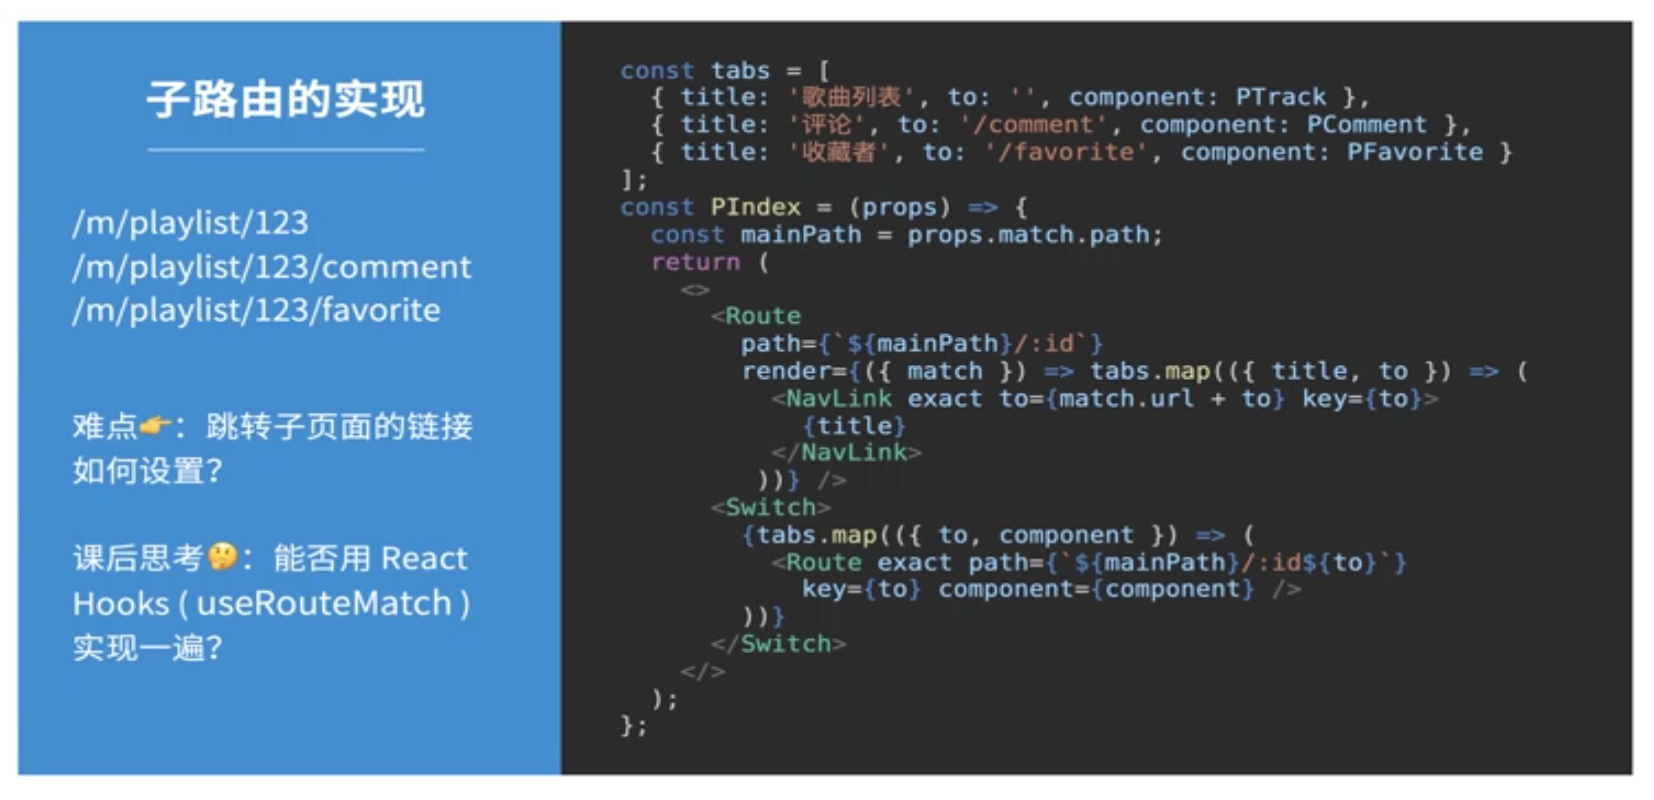 子路由的实现
/m/playlist/123
/m/playlist/123/comment
/m/playlist/123/favorite
难点👉：跳转子页面的链接
如何设置？
课后思考🤔：能否用 React
Hooks ( useRouteMatch )
实现一遍？
const tabs = [
  { title: '歌曲列表', to: '', component: PTrack },
  { title: '评论', to: '/comment', component: PComment },
  { title: '收藏者', to: '/favorite', component: PFavorite }
];
const PIndex = (props) => {
  const mainPath = props.match.path;
  return (
    <>
      <Route
        path={`${mainPath}/:id`}
        render={({ match }) => tabs.map(({ title, to }) => (
          <NavLink exact to={match.url + to} key={to}>
            {title}
          </NavLink>
         ))} />
      <Switch>
        {tabs.map(({ to, component }) => (
          <Route exact path={`${mainPath}/:id${to}`}
            key={to} component={component} />
        ))}
      </Switch>
    </>
  );
};